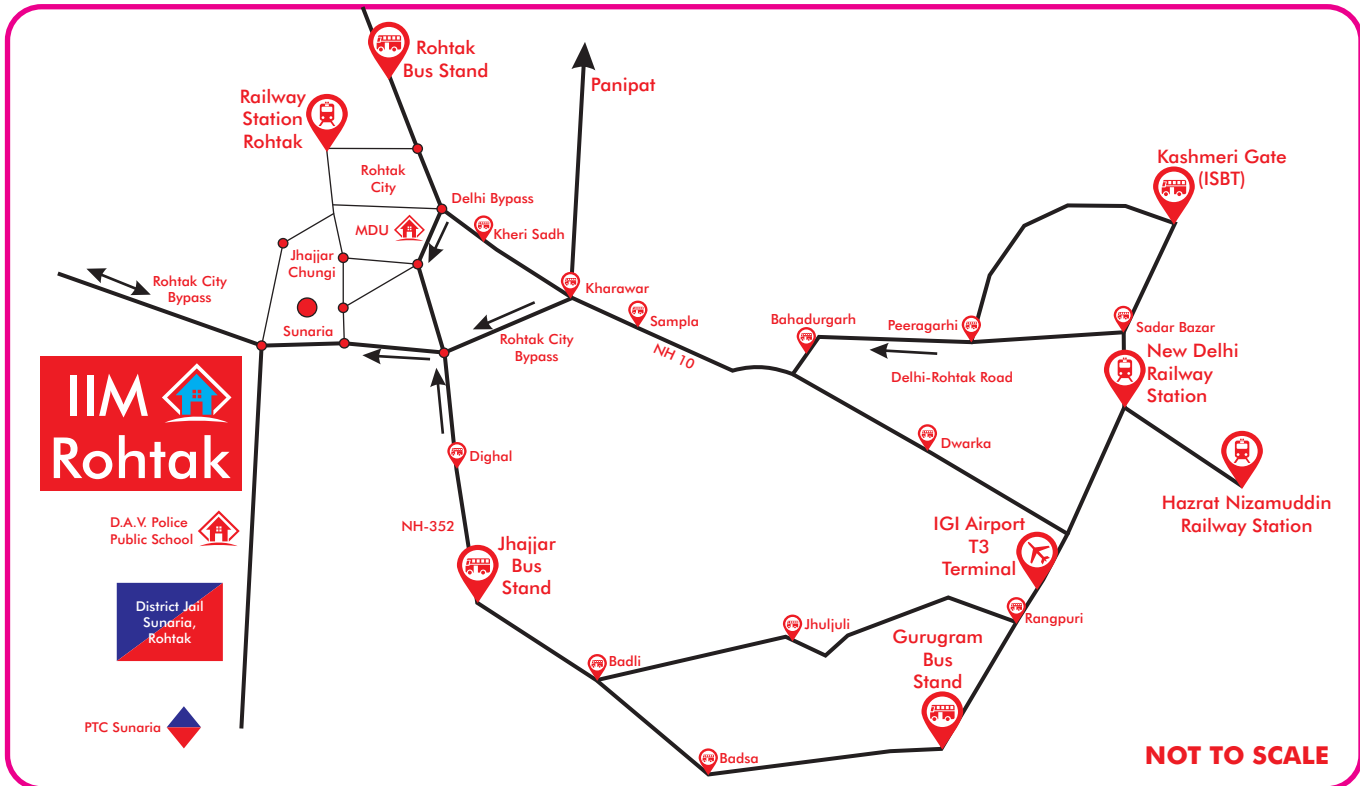 Rohtak
Bus Stand
Panipat
Railway
Station
Rohtak
Kashmeri Gate
(ISBT)
Rohtak
City
Delhi Bypass
MDU
Kheri Sadh
Jhajjar
Chungi
Rohtak City
Bypass
Kharawar
Sampla
Bahadurgarh
Peeragarhi
Sadar Bazar
Sunaria
Rohtak City
Bypass
NH 10
Delhi-Rohtak Road
New Delhi
Railway
Station
IIM
Rohtak
Dighal
Dwarka
Hazrat Nizamuddin
Railway Station
D.A.V. Police
Public School
NH-352
IGI Airport
T3
Terminal
Jhajjar
Bus
Stand
District Jail
Sunaria,
Rohtak
Jhuljuli
Rangpuri
Gurugram
Bus
Stand
Badli
PTC Sunaria
Badsa
NOT TO SCALE